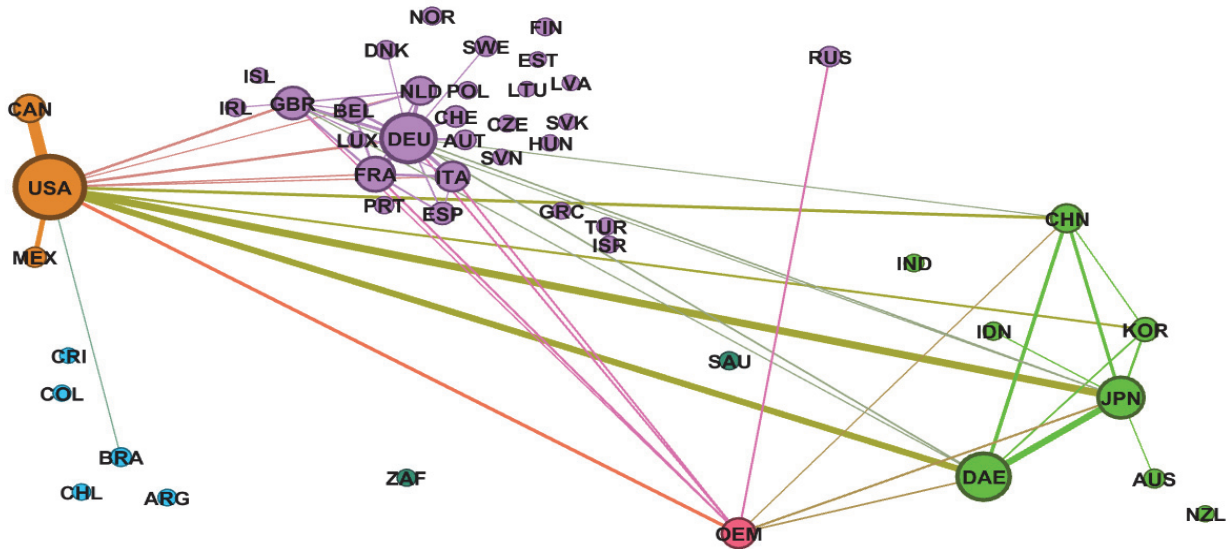 NOR
FIN
DNK
SWE
EST
RUS
ISL
NLD
POL
LTU
LVA
CAN
IRL
GBR
BEL
CHE
CZE
SVK
LUX
DEU
AUT
HUN
SVN
USA
FRA
ITA
PRT
ESP
GRC
TUR
ISR
CHN
MEX
IND
IDN
KOR
CRI
SAU
COL
JPN
BRA
CHL
ARG
ZAF
DAE
AUS
NZL
OEM